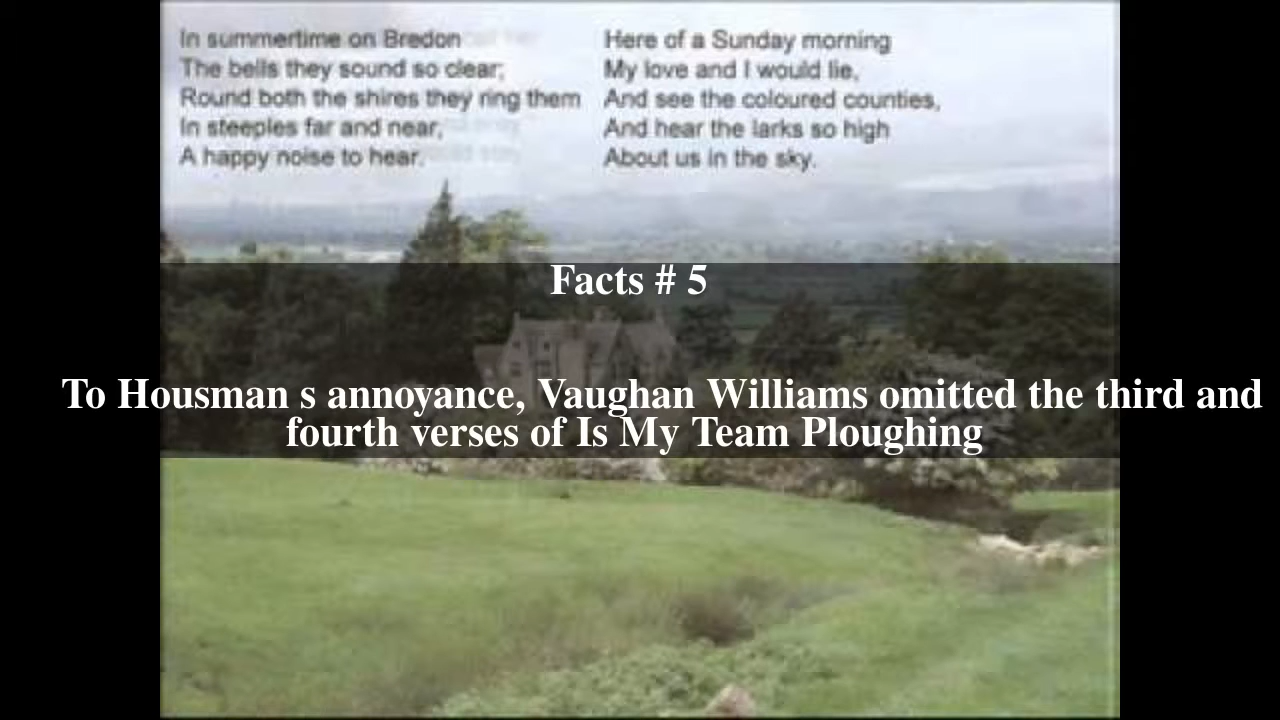 In summertime on Bredon
The bells they sound so clear;
Round both the shires they ring them
In steeples far and near,
A happy noise to hear.
Here of a Sunday morning
My love and I would lie,
And see the coloured counties,
And hear the larks so high
About us in the sky.
Facts # 5
To Housman s annoyance, Vaughan Williams omitted the third and
fourth verses of Is My Team Ploughing